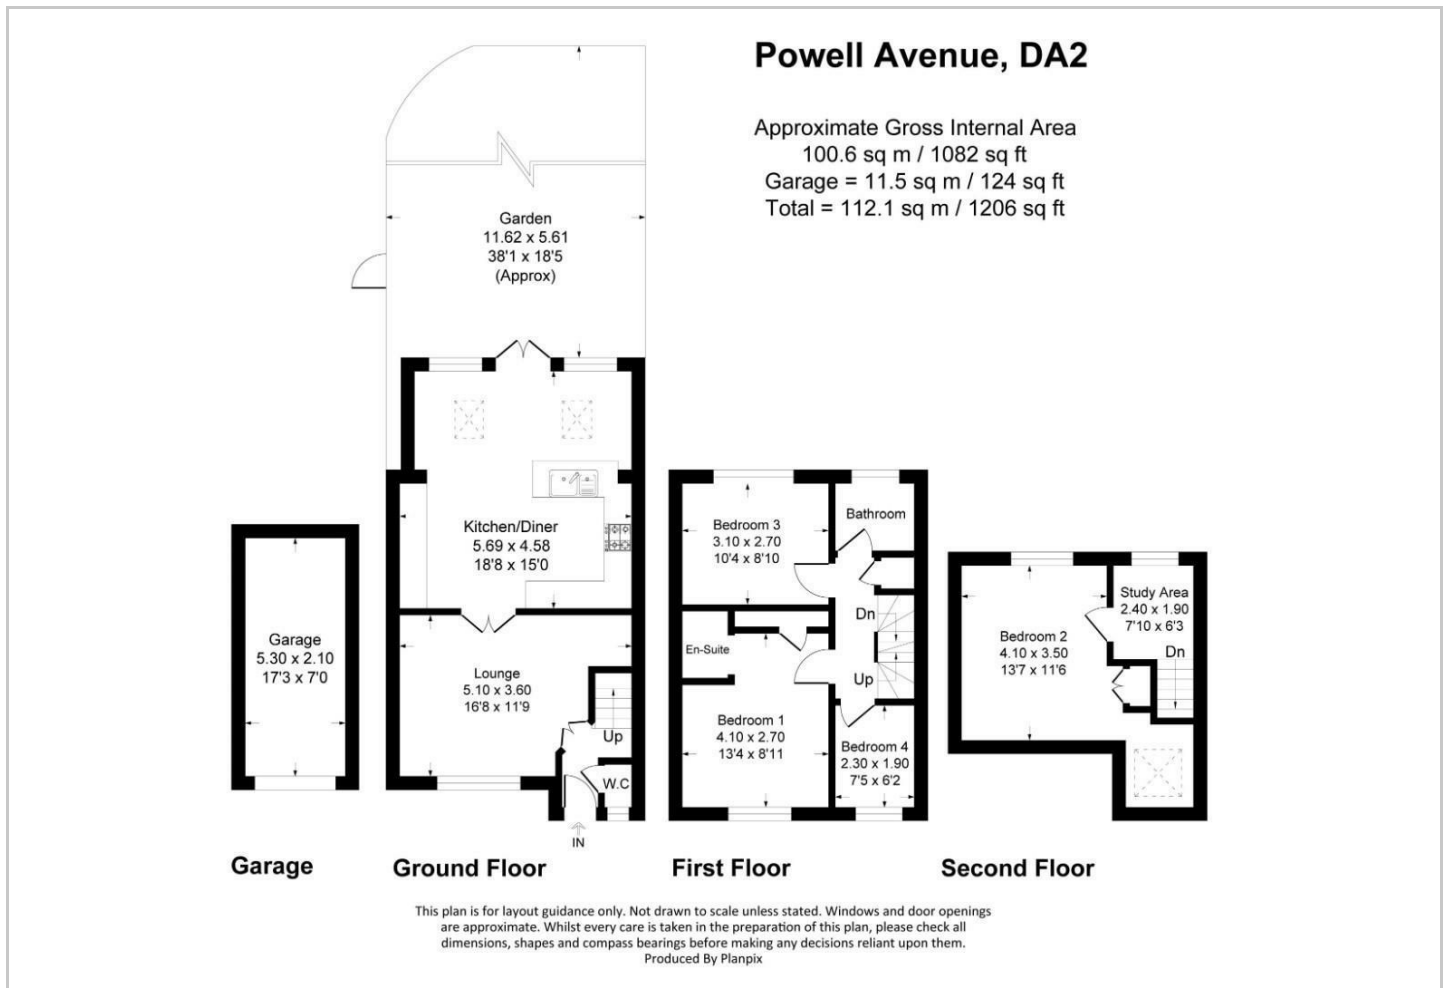 Powell Avenue, DA2
Approximate Gross Internal Area
100.6 sq m / 1082 sq ft
Garage = 11.5 sq m / 124 sq ft
Total = 112.1 sq m / 1206 sq ft
Garden
11.62 x 5.61
38'1 x 18'5
(Approx)
Kitchen/Diner
5.69 x 4.58
18'8 x 15'0
Garage
5.30 x 2.10
17'3 x 7'0
Lounge
5.10 x 3.60
16'8 x 11'9
Up
W.C
IN
Bedroom 3
3.10 x 2.70
10'4 x 8'10
Bathroom
Dn
En-Suite
Up
Bedroom 1
4.10 x 2.70
13'4 x 8'11
Bedroom 4
2.30 x 1.90
7'5 x 6'2
Study Area
2.40 x 1.90
7'10 x 6'3
Dn
Bedroom 2
4.10 x 3.50
13'7 x 11'6
Garage
Ground Floor
First Floor
Second Floor
This plan is for layout guidance only. Not drawn to scale unless stated. Windows and door openings
are approximate. Whilst every care is taken in the preparation of this plan, please check all
dimensions, shapes and compass bearings before making any decisions reliant upon them.
Produced By Planpix